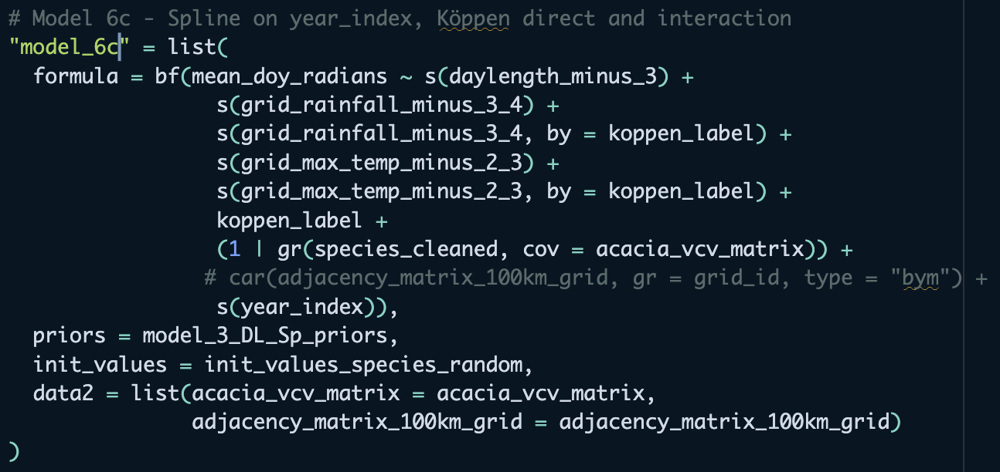 # Model 6c - Spline on year_index, Köppen direct and interaction
"model_6c" = list(
  formula = bf(mean_doy_radians ~ s(daylength_minus_3) +
                 s(grid_rainfall_minus_3_4) +
                 s(grid_rainfall_minus_3_4, by = koppen_label) +
                 s(grid_max_temp_minus_2_3) +
                 s(grid_max_temp_minus_2_3, by = koppen_label) +
                 koppen_label +
                 (1 | gr(species_cleaned, cov = acacia_vcv_matrix)) +
                # car(adjacency_matrix_100km_grid, gr = grid_id, type = "bym") +
                 s(year_index)),
  priors = model_3_DL_Sp_priors,
  init_values = init_values_species_random,
  data2 = list(acacia_vcv_matrix = acacia_vcv_matrix,
               adjacency_matrix_100km_grid = adjacency_matrix_100km_grid)
)